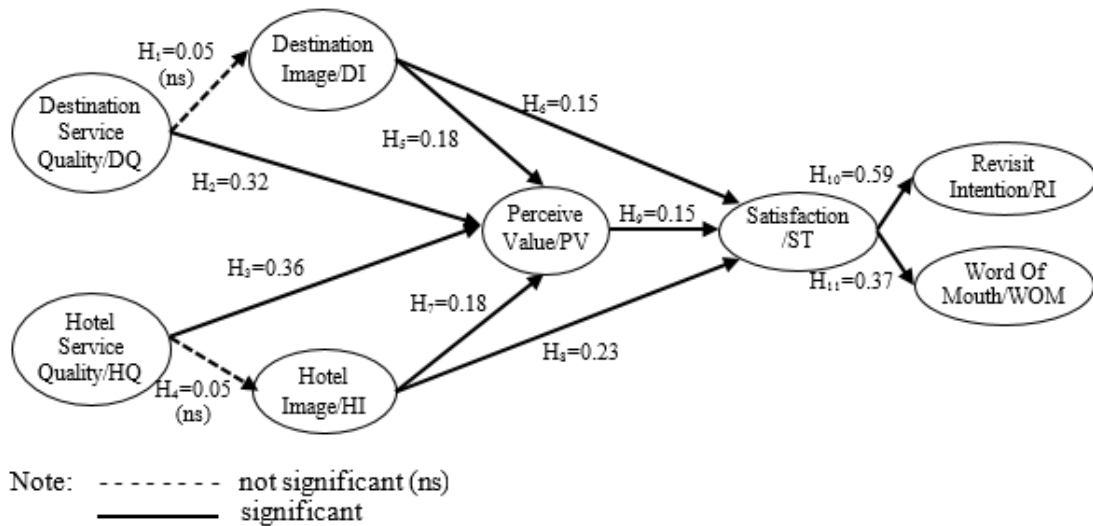 H₁=0.05
(ns)
Destination
Image/DI
Destination
Service
Quality/DQ
H₆=0.15
H₅=0.18
H₂=0.32
H₁₀=0.59
Revisit
Intention/RI
Perceive
Value/PV
H₉=0.15
Satisfaction
/ST
H₃=0.36
H₁₁=0.37
Word Of
Mouth/WOM
H₇=0.18
Hotel
Service
Quality/HQ
H₈=0.23
H₄=0.05
(ns)
Hotel
Image/HI
Note: - - - - - - - - not significant (ns)
significant